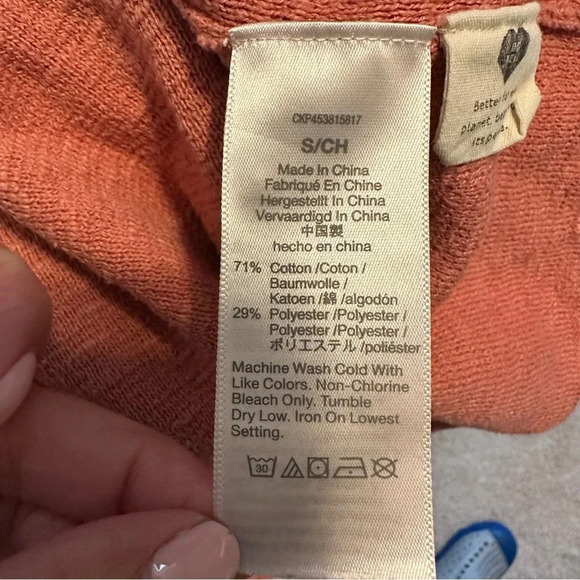 CKP453815817
S/CH
Made In China
Fabriqué En Chine
Hergestellt In China
Vervaardigd In China
中国製
hecho en china
71% Cotton /Coton /
Baumwolle /
Katoen /綿 /algodón
29% Polyester /Polyester /
Polyester /Polyester /
ポリエステル /poliéster
Machine Wash Cold With
Like Colors. Non-Chlorine
Bleach Only. Tumble
Dry Low. Iron On Lowest
Setting.
30
Better
planet.
its